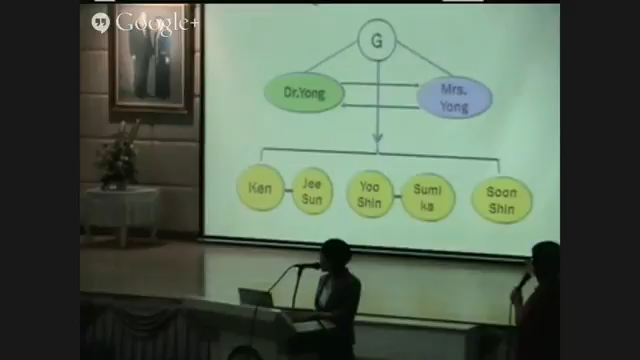 Google+
G
Dr.Yong
Mrs.
Yong
Ken
Jee
Sun
Yoo
Shin
Sumi
ka
Soon
Shin